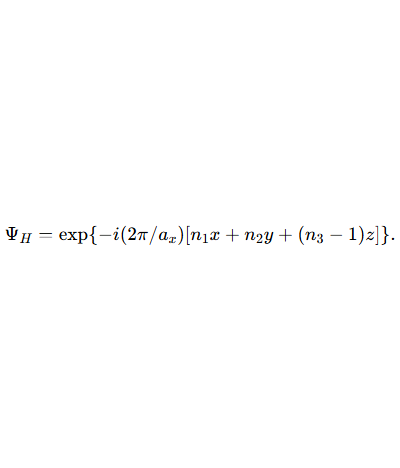 Ψ_H = exp{−i(2π/a_x)[n_1x + n_2y + (n_3 − 1)z]}.